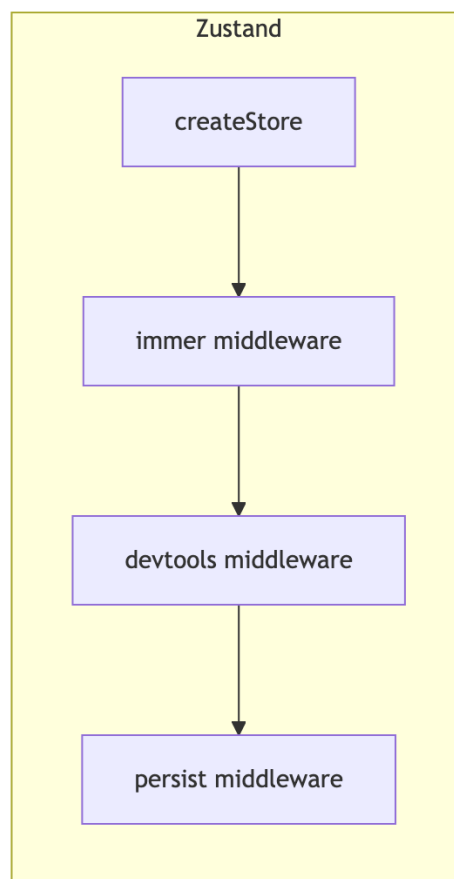 Zustand
createStore
immer middleware
devtools middleware
persist middleware